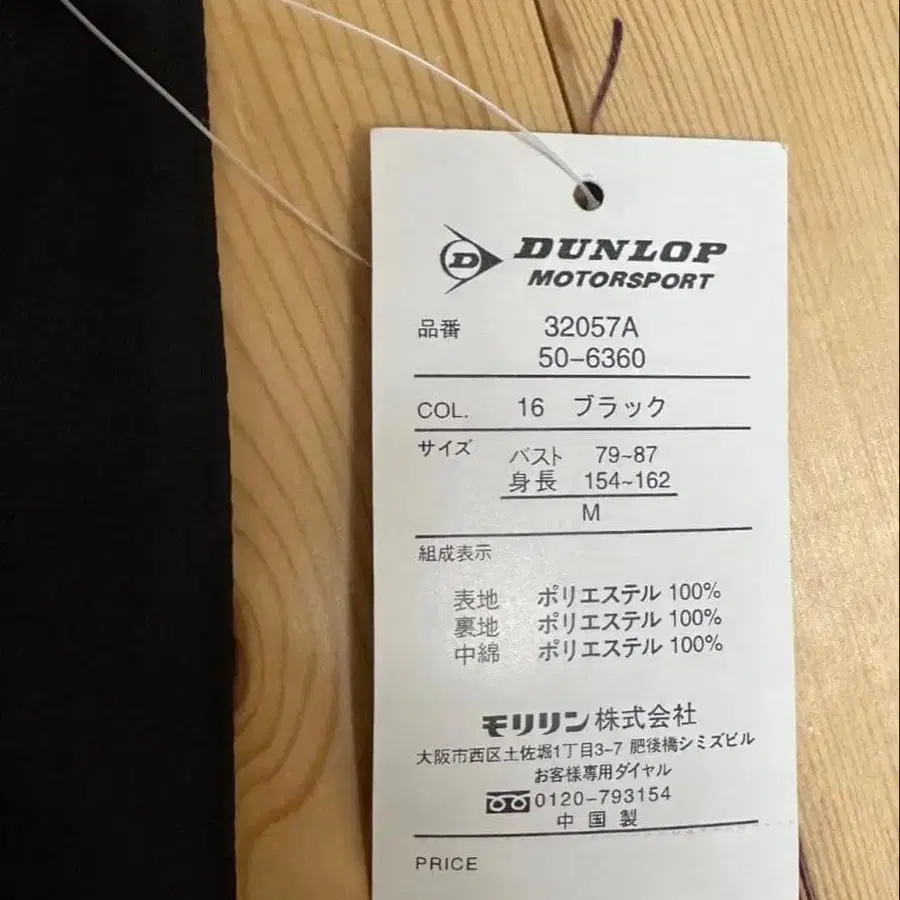 D DUNLOP
MOTORSPORT
品番 32057A
50-6360
COL. 16 ブラック
サイズ バスト 79~87
身長 154~162
M
組成表示
表地 ポリエステル 100%
裏地 ポリエステル 100%
中綿 ポリエステル 100%
モリリン株式会社
大阪市西区土佐堀1丁目3-7 肥後橋シミズビル
お客様専用ダイヤル
0120-793154
中国製
PRICE